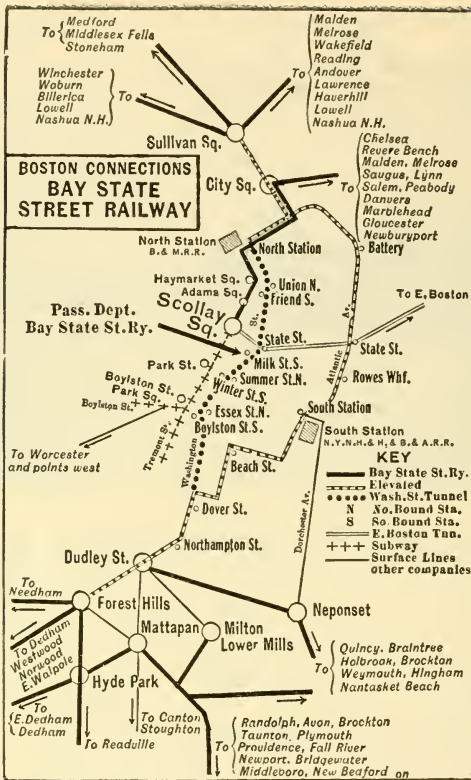 To
Medford
Middlesex Fells
Stoneham
Winchester
Woburn
Billerica
Lowell
Nashua N.H.
To
To
Malden
Melrose
Wakefield
Reading
Andover
Lawrence
Haverhill
Lowell
Nashua N.H.
Sullivan Sq.
BOSTON CONNECTIONS
BAY STATE
STREET RAILWAY
City Sq.
To
Chelsea
Revere Beach
Malden, Melrose
Saugus, Lynn
Salem, Peabody
Danvers
Marblehead
Gloucester
Newburyport
North Station
B. & M.R.R.
North Station
Battery
Haymarket Sq.
Adams Sq.
Scollay
Sq.
Union N.
Friend S.
St.
To E. Boston
Pass. Dept.
Bay State St.Ry.
State St.
State St.
Atlantic
Av.
Milk St.S.
Park St.
Summer St.N.
Winter St.S.
Rowes Whf.
Boylston St.
Park Sq.
Boylston St.
Essex St.N.
Boylston St.S.
South Station
South Station
N.Y.N.H. & H. & B. & A.R.R.
To Worcester
and points west
Tremont St.
Washington
Beach St.
Dover St.
Dorchester Av.
Northampton St.
KEY
Bay State St.Ry.
Elevated
Wash. St. Tunnel
N No. Bound Sta.
S So. Bound Sta.
E. Boston Tun.
Subway
Surface Lines
other companies
Dudley St.
To
Needham
Forest Hills
Neponset
Mattapan
Milton
Lower Mills
To Dedham
Westwood
Norwood
E. Walpole
Hyde Park
To
Quincy, Braintree
Holbrook, Brockton
Weymouth, Hingham
Nantasket Beach
To
E. Dedham
Dedham
To Readville
To Canton
Stoughton
To
Randolph, Avon, Brockton
Taunton, Plymouth
Providence, Fall River
Newport, Bridgewater
Middleboro, New Bedford on